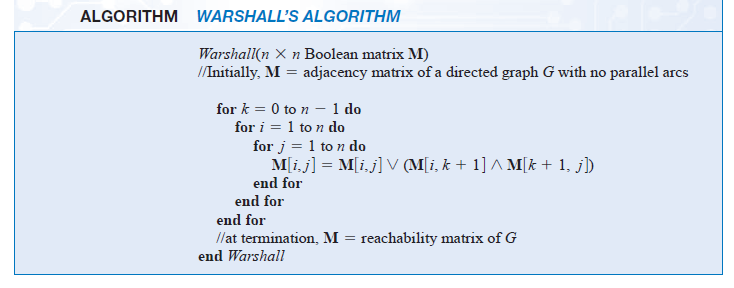 ALGORITHM WARSHALL'S ALGORITHM
Warshall(n × n Boolean matrix M)
//Initially, M = adjacency matrix of a directed graph G with no parallel arcs
for k = 0 to n − 1 do
for i = 1 to n do
for j = 1 to n do
M[i, j] = M[i, j] ∨ (M[i, k + 1] ∧ M[k + 1, j])
end for
end for
end for
//at termination, M = reachability matrix of G
end Warshall